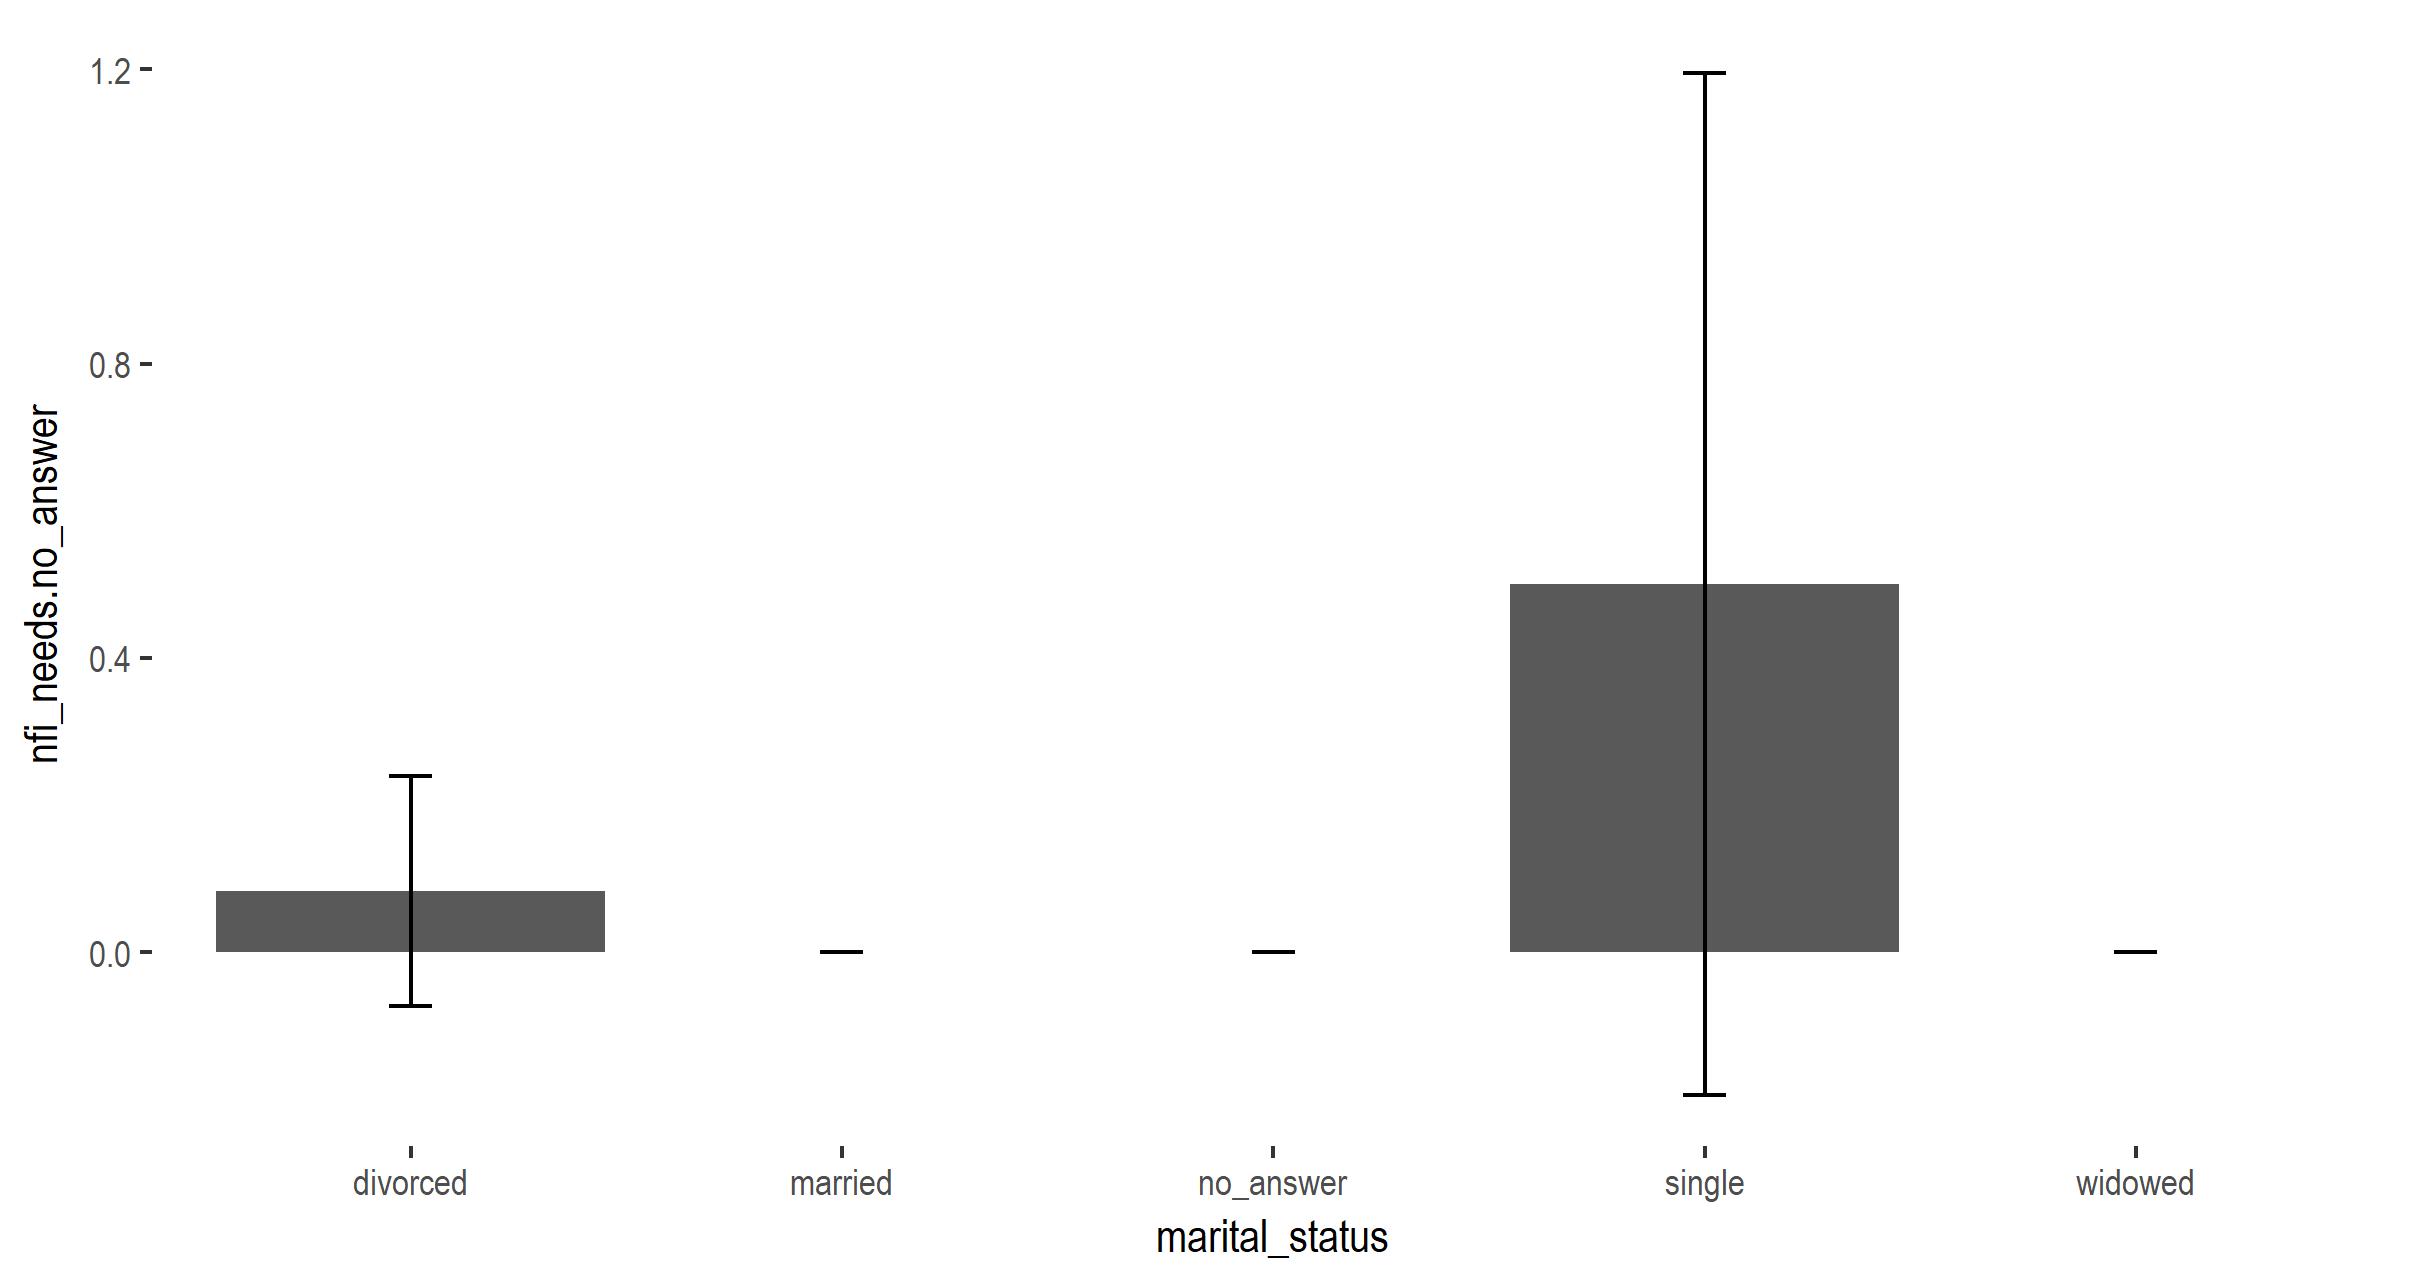 1.2
0.8
0.4
0.0
nfi_needs.no_answer
divorced married no_answer single widowed
marital_status